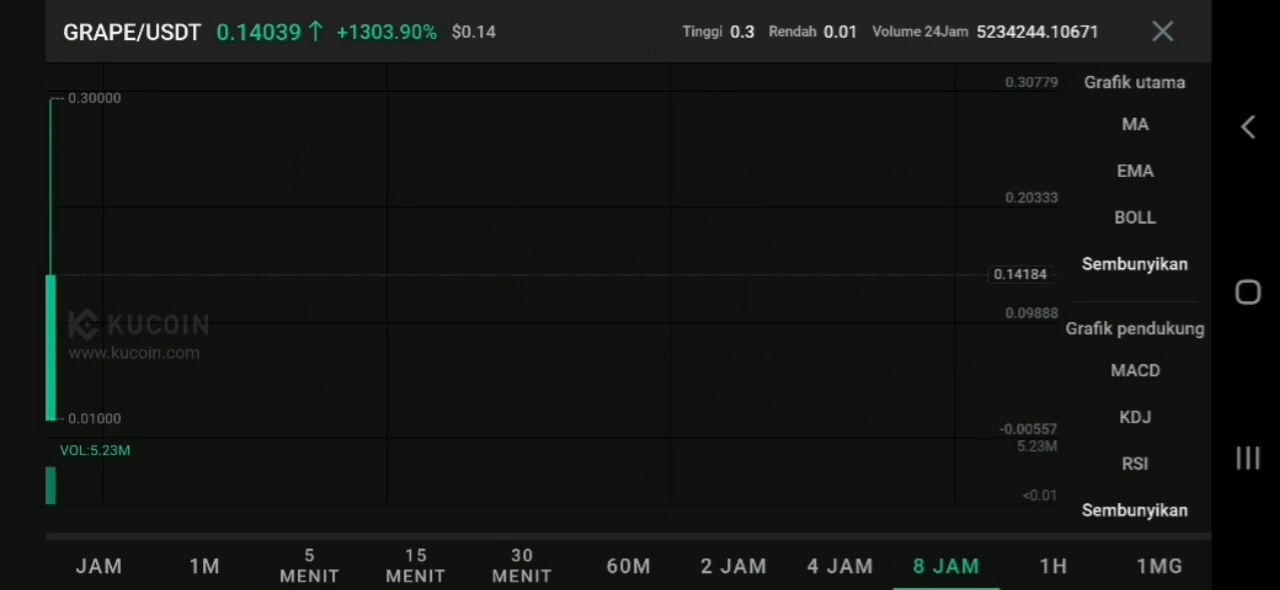 GRAPE/USDT 0.14039↑ +1303.90% $0.14 Tinggi 0.3 Rendah 0.01 Volume 24Jam 5234244.10671
0.30779
Grafik utama
0.30000
MA
EMA
0.20333
BOLL
Sembunyikan
0.14184
0.09888
KUCOIN
www.kucoin.com
Grafik pendukung
MACD
0.01000
KDJ
-0.00557
VOL:5.23M
5.23M
RSI
<0.01
Sembunyikan
JAM 1M 5 MENIT 15 MENIT 30 MENIT 60M 2 JAM 4 JAM 8 JAM 1H 1MG